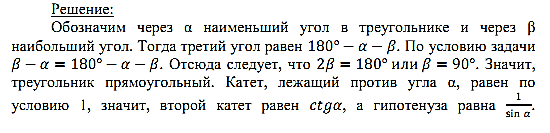 Решение:
Обозначим через α наименьший угол в треугольнике и через β
наибольший угол. Тогда третий угол равен 180° − α − β. По условию задачи
β − α = 180° − α − β. Отсюда следует, что 2β = 180° или β = 90°. Значит,
треугольник прямоугольный. Катет, лежащий против угла α, равен по
условию 1, значит, второй катет равен ctgα, а гипотенуза равна 1/sin α.